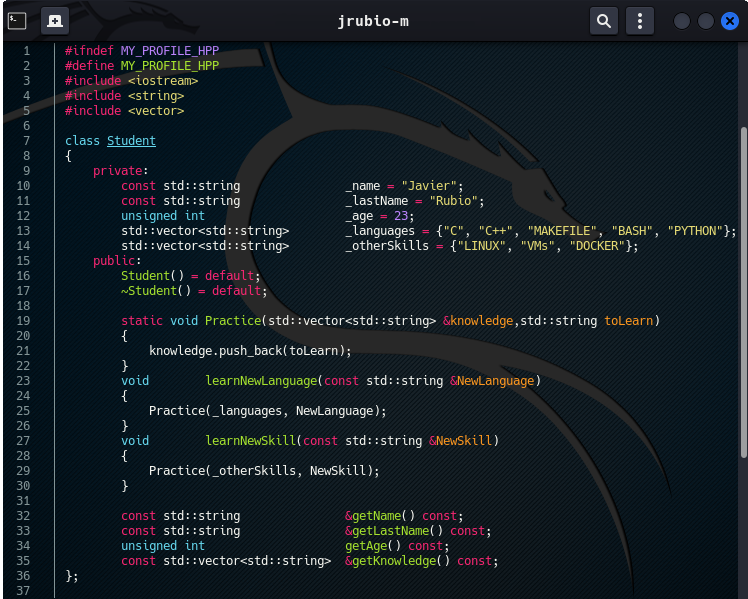 jrubio-m
1 #ifndef MY_PROFILE_HPP
2 #define MY_PROFILE_HPP
3 #include <iostream>
4 #include <string>
5 #include <vector>
6
7 class Student
8 {
9     private:
10         const std::string               _name = "Javier";
11         const std::string               _lastName = "Rubio";
12         unsigned int                    _age = 23;
13         std::vector<std::string>        _languages = {"C", "C++", "MAKEFILE", "BASH", "PYTHON"};
14         std::vector<std::string>        _otherSkills = {"LINUX", "VMs", "DOCKER"};
15     public:
16         Student() = default;
17         ~Student() = default;
18
19         static void Practice(std::vector<std::string> &knowledge,std::string toLearn)
20         {
21             knowledge.push_back(toLearn);
22         }
23         void        learnNewLanguage(const std::string &NewLanguage)
24         {
25             Practice(_languages, NewLanguage);
26         }
27         void        learnNewSkill(const std::string &NewSkill)
28         {
29             Practice(_otherSkills, NewSkill);
30         }
31
32         const std::string               &getName() const;
33         const std::string               &getLastName() const;
34         unsigned int                    getAge() const;
35         const std::vector<std::string>  &getKnowledge() const;
36 };
37